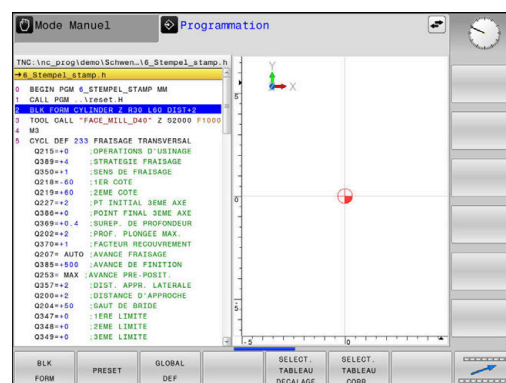 Mode Manuel
Programmation
TNC:\nc_prog\demo\Schwen…\6_Stempel_stamp.h
→6_Stempel_stamp.h
0 BEGIN PGM 6_STEMPEL_STAMP MM
1 CALL PGM ..\reset.H
2 BLK FORM CYLINDER Z R30 L60 DIST+2
3 TOOL CALL "FACE_MILL_D40" Z S2000 F1000
4 M3
5 CYCL DEF 233 FRAISAGE TRANSVERSAL
Q215=+0 ;OPERATIONS D'USINAGE
Q389=+4 ;STRATEGIE FRAISAGE
Q350=+1 ;SENS DE FRAISAGE
Q218=-60 ;1ER COTE
Q219=+60 ;2EME COTE
Q227=+2 ;PT INITIAL 3EME AXE
Q386=+0 ;POINT FINAL 3EME AXE
Q369=+0.4 ;SUREP. DE PROFONDEUR
Q202=+2 ;PROF. PLONGEE MAX.
Q370=+1 ;FACTEUR RECOUVREMENT
Q207= AUTO ;AVANCE FRAISAGE
Q385=+500 ;AVANCE DE FINITION
Q253= MAX ;AVANCE PRE-POSIT.
Q357=+2 ;DIST. APPR. LATERALE
Q200=+2 ;DISTANCE D'APPROCHE
Q204=+50 ;SAUT DE BRIDE
Q347=+0 ;1ERE LIMITE
Q348=+0 ;2EME LIMITE
Q349=+0 ;3EME LIMITE
Y
X
5
0
-5
-5
0
BLK FORM
PRESET
GLOBAL DEF
SELECT. TABLEAU DECALAGE
SELECT. TABLEAU CORR.